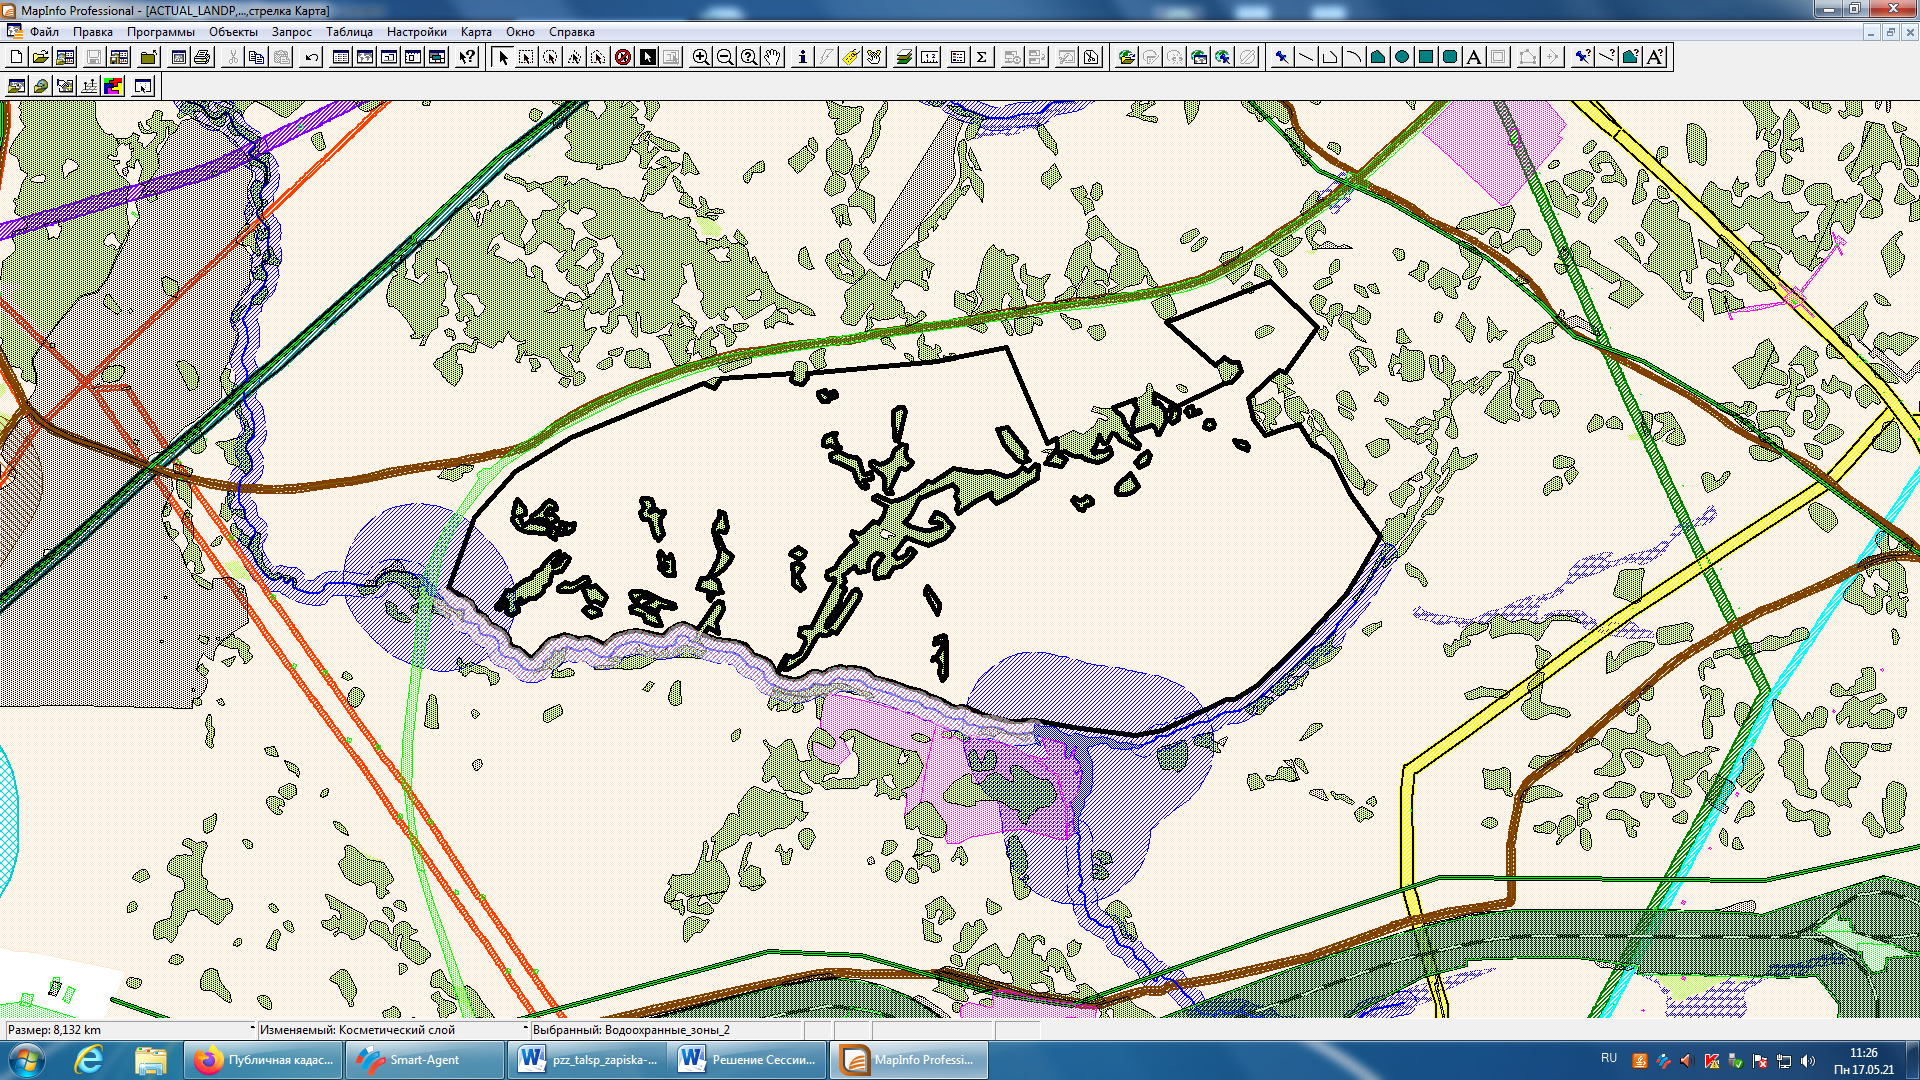 MapInfo Professional - [ACTUAL_LANDP,...,стрелка Карта]
Файл Правка Программы Объекты Запрос Таблица Настройки Карта Окно Справка
Размер: 8,132 km Изменяемый: Косметический слой Выбранный: Водоохранные_зоны_2
Публичная кадас... Smart-Agent pzz_talsp_zapiska-... Решение Сессии... MapInfo Professi... RU 11:26
Пн 17.05.21